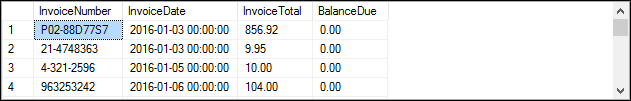 InvoiceNumber InvoiceDate InvoiceTotal BalanceDue
1 P02-88D77S7 2016-01-03 00:00:00 856.92 0.00
2 21-4748363 2016-01-03 00:00:00 9.95 0.00
3 4-321-2596 2016-01-05 00:00:00 10.00 0.00
4 963253242 2016-01-06 00:00:00 104.00 0.00